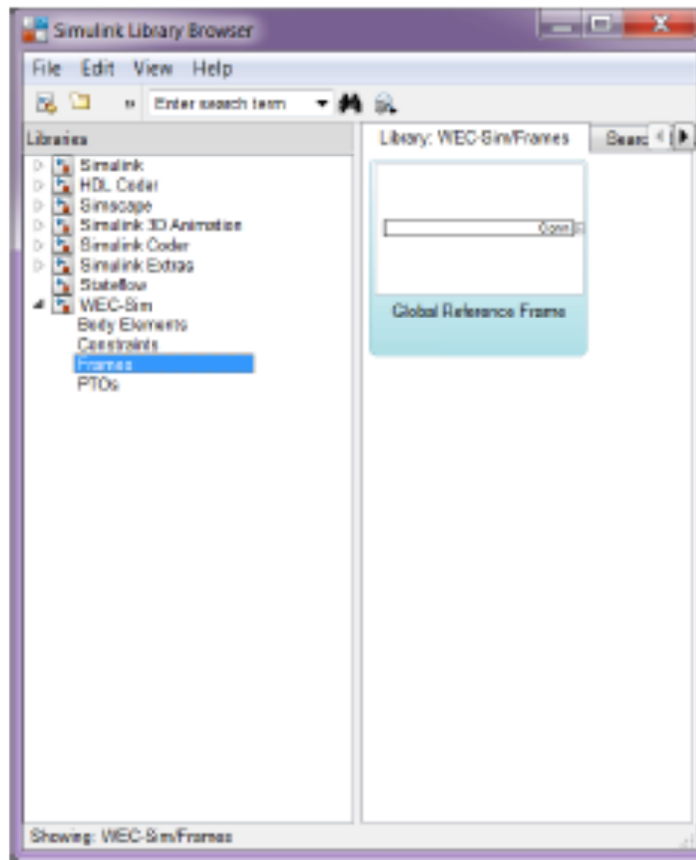 Simulink Library Browser
File Edit View Help
» Enter search term
Libraries
Library: WEC-Sim/Frames
Searc
Simulink
HDL Coder
Simscape
Simulink 3D Animation
Simulink Coder
Simulink Extras
Stateflow
WEC-Sim
Body Elements
Constraints
Frames
PTOs
Conn
Global Reference Frame
Showing: WEC-Sim/Frames